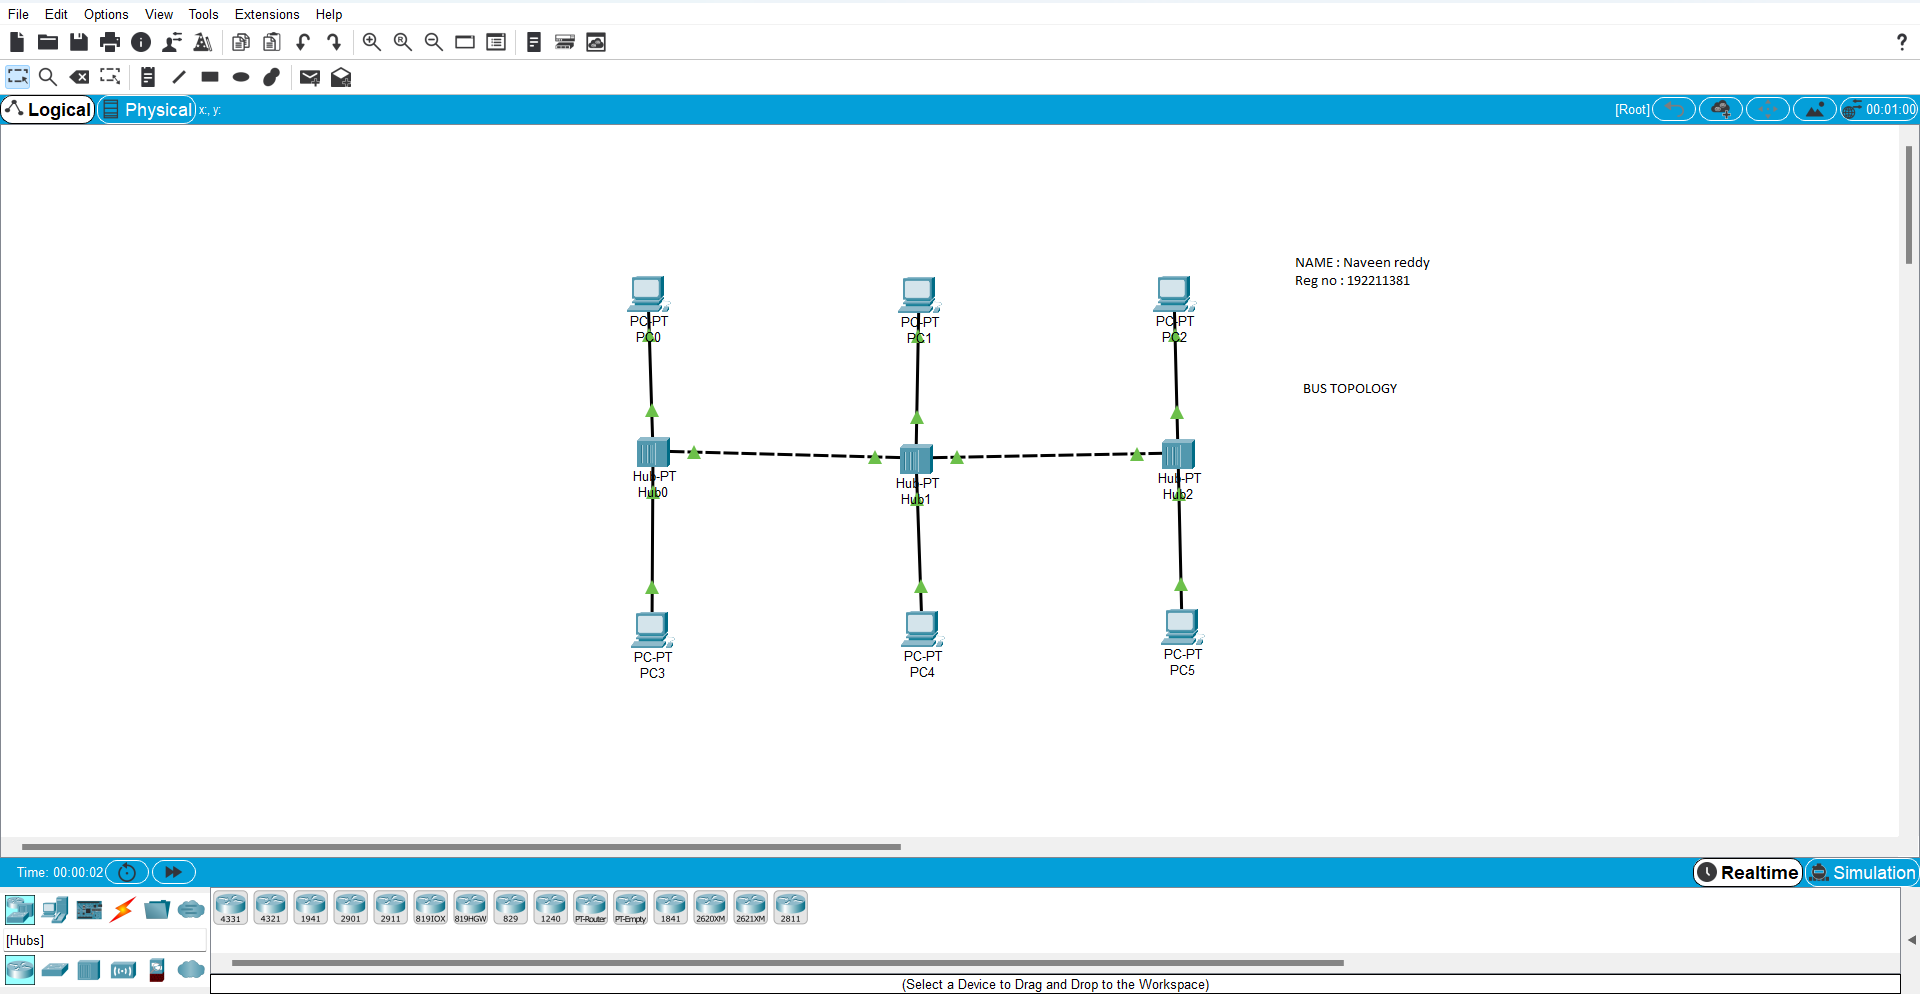 File Edit Options View Tools Extensions Help
?
Logical Physical x:, y: [Root] 00:01:00
NAME : Naveen reddy
Reg no : 192211381
PC-PT PC-PT PC-PT
PC0 PC1 PC2
BUS TOPOLOGY
Hub-PT Hub-PT Hub-PT
Hub0 Hub1 Hub2
PC-PT PC-PT PC-PT
PC3 PC4 PC5
Time: 00:00:02 Realtime Simulation
4331 4321 1941 2901 2911 819IOX 819HGW 829 1240 PT-Router PT-Empty 1841 2620XM 2621XM 2811
[Hubs]
(Select a Device to Drag and Drop to the Workspace)